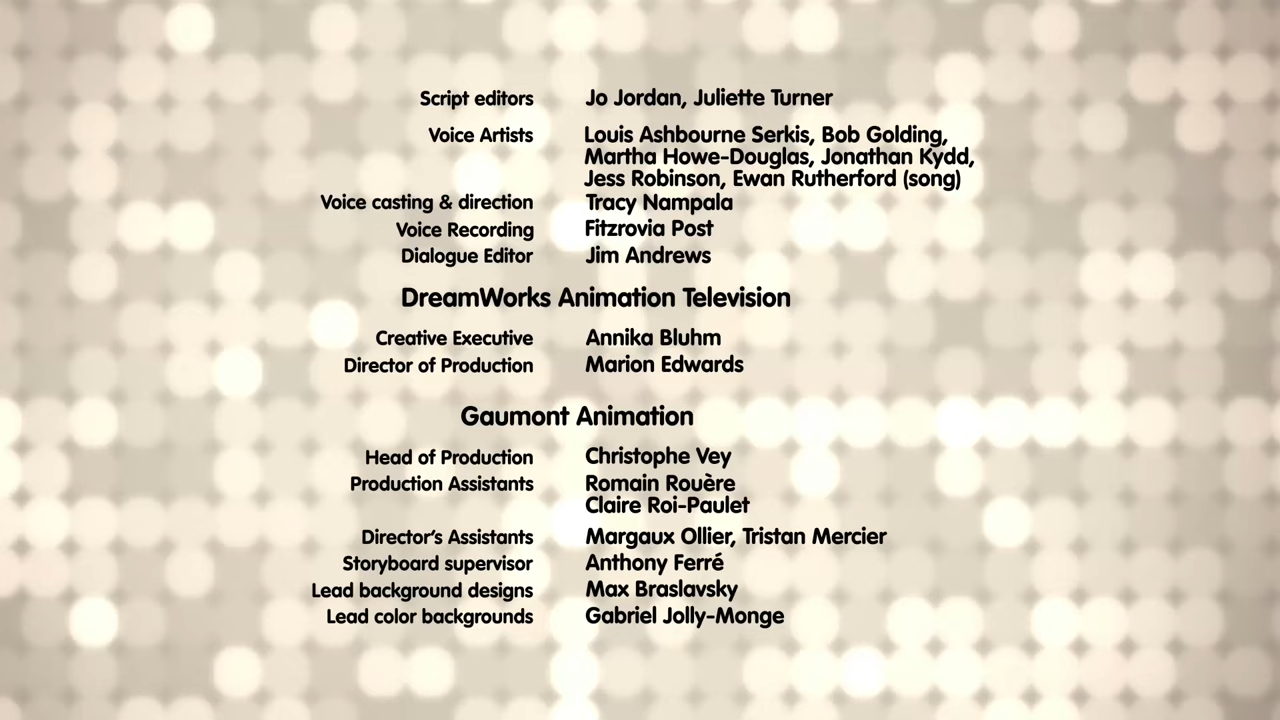 Script editors Jo Jordan, Juliette Turner
Voice Artists Louis Ashbourne Serkis, Bob Golding,
Martha Howe-Douglas, Jonathan Kydd,
Jess Robinson, Ewan Rutherford (song)
Voice casting & direction Tracy Nampala
Voice Recording Fitzrovia Post
Dialogue Editor Jim Andrews
DreamWorks Animation Television
Creative Executive Annika Bluhm
Director of Production Marion Edwards
Gaumont Animation
Head of Production Christophe Vey
Production Assistants Romain Rouère
Claire Roi-Paulet
Director's Assistants Margaux Ollier, Tristan Mercier
Storyboard supervisor Anthony Ferré
Lead background designs Max Braslavsky
Lead color backgrounds Gabriel Jolly-Monge